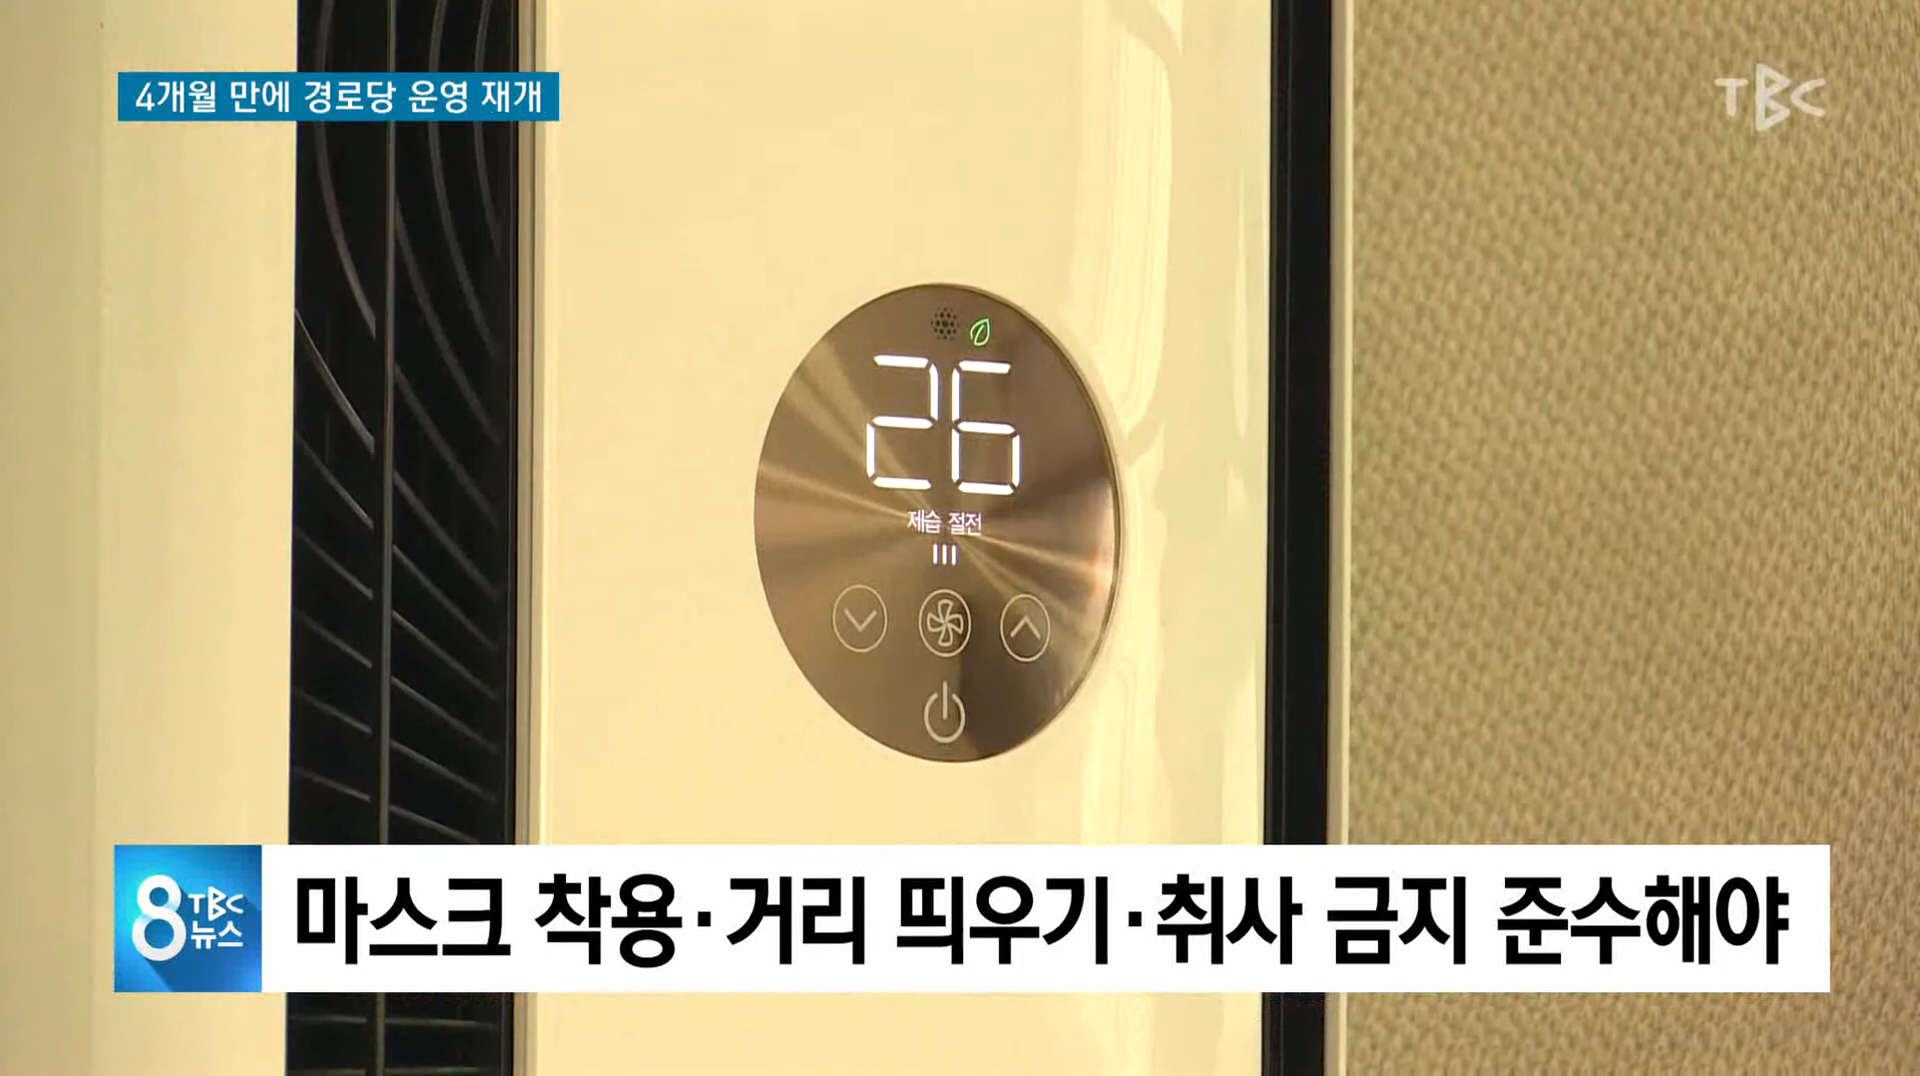 4개월 만에 경로당 운영 재개
TBC
26
제습 절전
8 TBC 뉴스
마스크 착용·거리 띄우기·취사 금지 준수해야